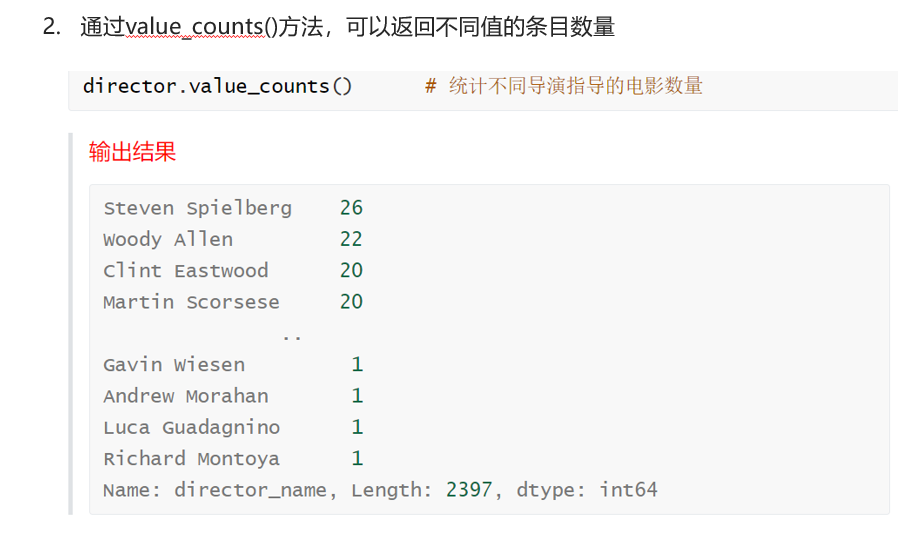 2. 通过value_counts()方法，可以返回不同值的条目数量
director.value_counts()      # 统计不同导演指导的电影数量
输出结果
Steven Spielberg    26
Woody Allen         22
Clint Eastwood      20
Martin Scorsese     20
               ..
Gavin Wiesen         1
Andrew Morahan       1
Luca Guadagnino      1
Richard Montoya      1
Name: director_name, Length: 2397, dtype: int64